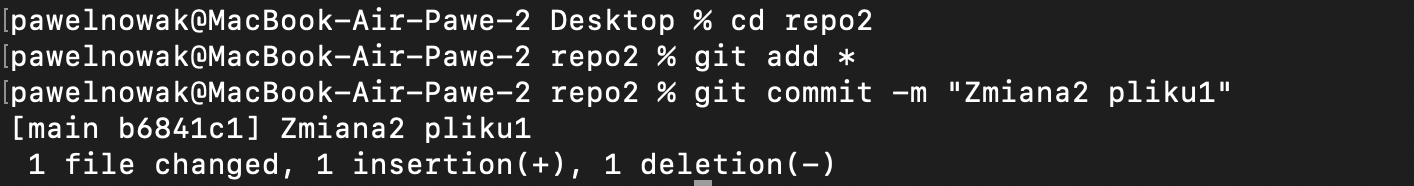 [pawelnowak@MacBook-Air-Pawe-2 Desktop % cd repo2
[pawelnowak@MacBook-Air-Pawe-2 repo2 % git add *
[pawelnowak@MacBook-Air-Pawe-2 repo2 % git commit -m "Zmiana2 pliku1"
[main b6841c1] Zmiana2 pliku1
 1 file changed, 1 insertion(+), 1 deletion(-)